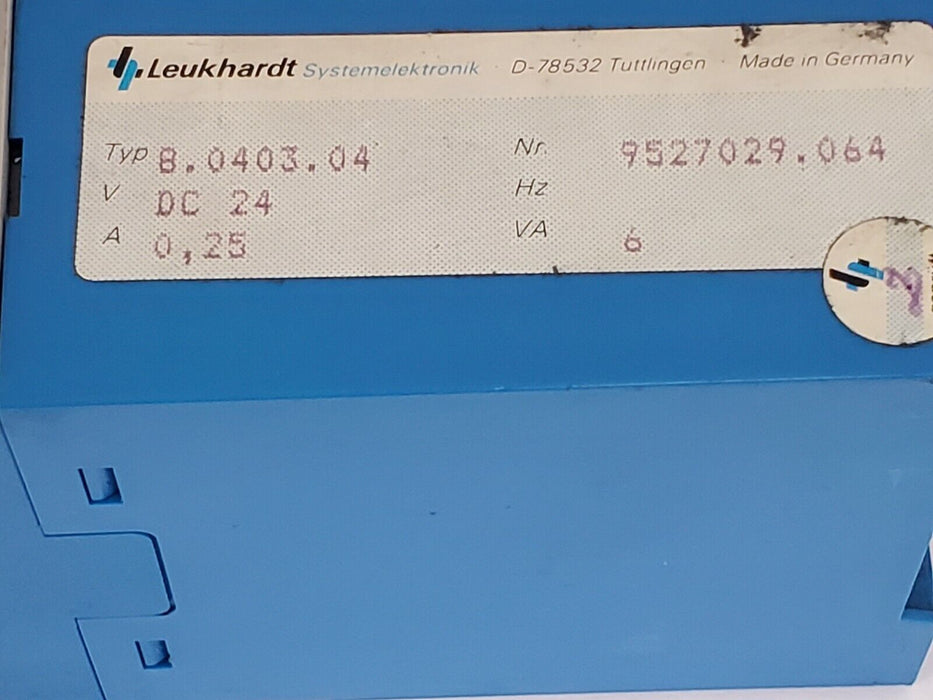 Leukhardt Systemelektronik · D-78532 Tuttlingen · Made in Germany
Typ 8.0403.04 Nr. 9527029.064
V DC 24 Hz
A 0,25 VA 6